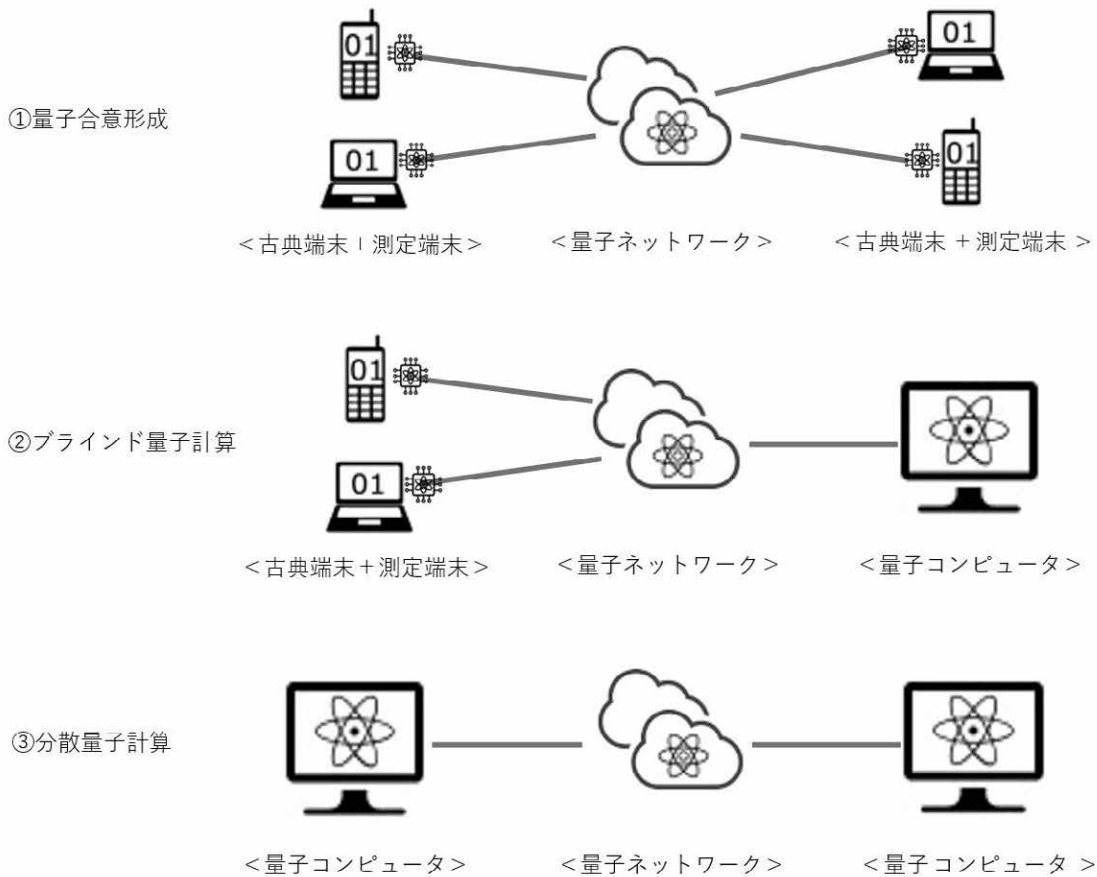 01
01
①量子合意形成
01
01
<古典端末 I 測定端末>
<量子ネットワーク>
<古典端末 + 測定端末 >
01
②ブラインド量子計算
01
<古典端末+測定端末>
<量子ネットワーク>
<量子コンピュータ>
③分散量子計算
<量子コンピュータ>
<量子ネットワーク>
<量子コンピュータ >